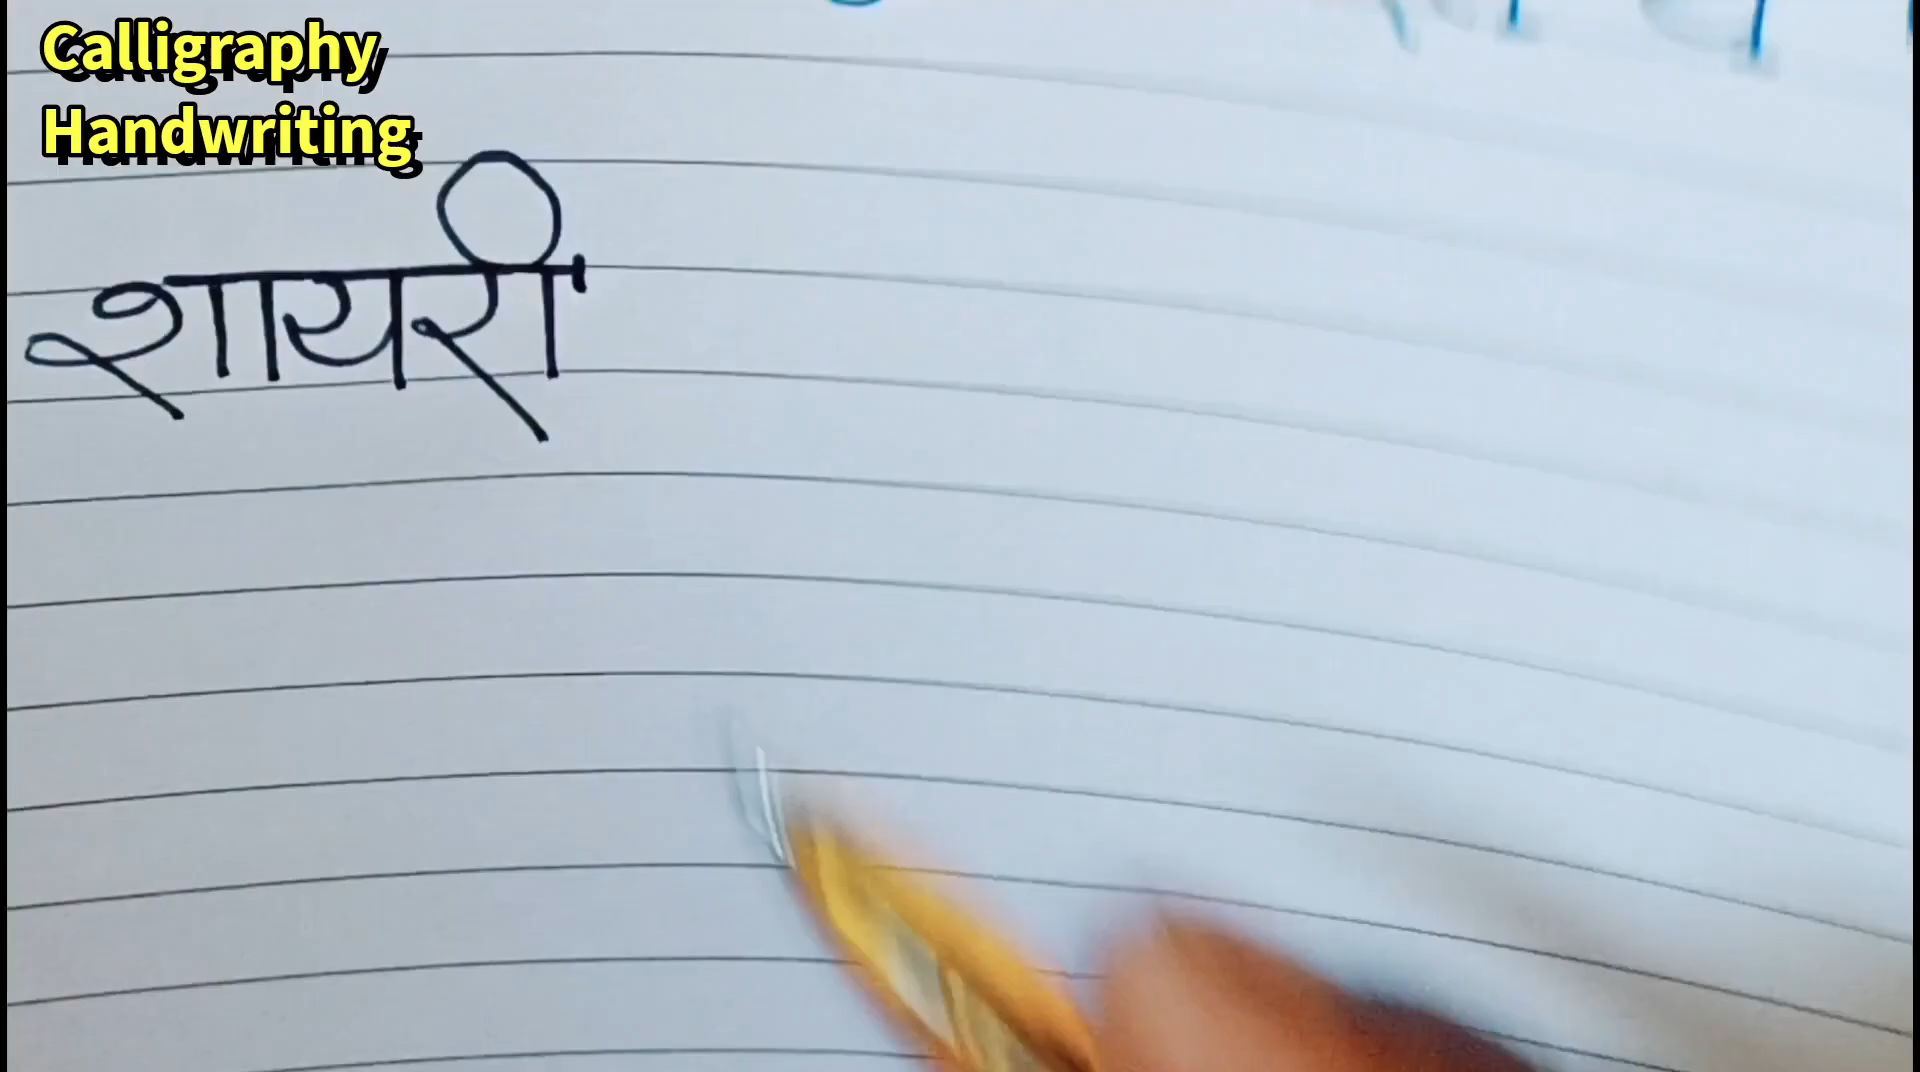 Calligraphy
Handwriting
शायरी